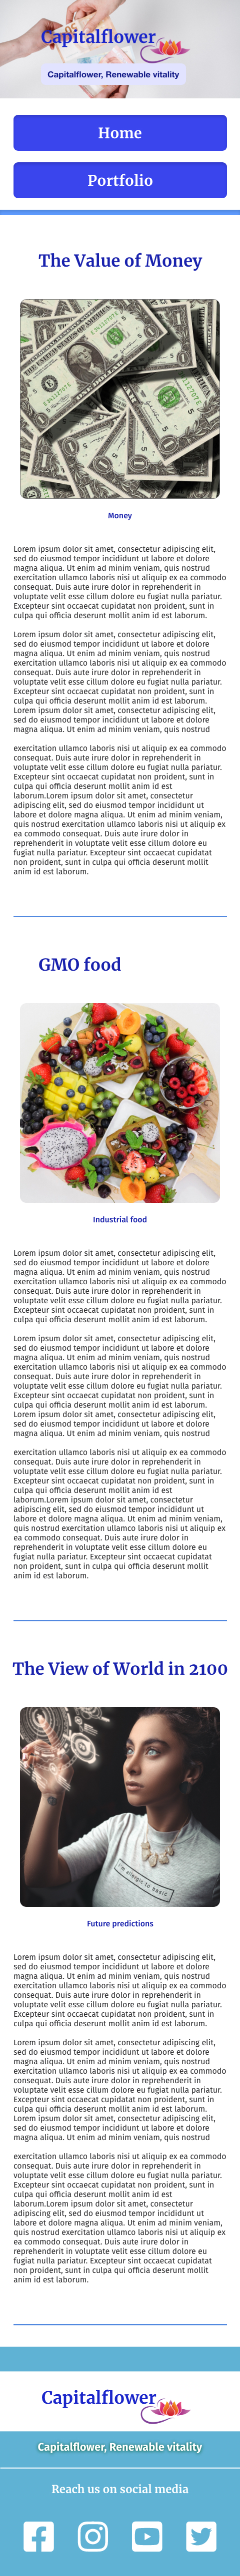 Capitalflower
Capitalflower, Renewable vitality
Home
Portfolio
The Value of Money
Money
Lorem ipsum dolor sit amet, consectetur adipiscing elit,
sed do eiusmod tempor incididunt ut labore et dolore
magna aliqua. Ut enim ad minim veniam, quis nostrud
exercitation ullamco laboris nisi ut aliquip ex ea commodo
consequat. Duis aute irure dolor in reprehenderit in
voluptate velit esse cillum dolore eu fugiat nulla pariatur.
Excepteur sint occaecat cupidatat non proident, sunt in
culpa qui officia deserunt mollit anim id est laborum.
Lorem ipsum dolor sit amet, consectetur adipiscing elit,
sed do eiusmod tempor incididunt ut labore et dolore
magna aliqua. Ut enim ad minim veniam, quis nostrud
exercitation ullamco laboris nisi ut aliquip ex ea commodo
consequat. Duis aute irure dolor in reprehenderit in
voluptate velit esse cillum dolore eu fugiat nulla pariatur.
Excepteur sint occaecat cupidatat non proident, sunt in
culpa qui officia deserunt mollit anim id est laborum.
Lorem ipsum dolor sit amet, consectetur adipiscing elit,
sed do eiusmod tempor incididunt ut labore et dolore
magna aliqua. Ut enim ad minim veniam, quis nostrud
exercitation ullamco laboris nisi ut aliquip ex ea commodo
consequat. Duis aute irure dolor in reprehenderit in
voluptate velit esse cillum dolore eu fugiat nulla pariatur.
Excepteur sint occaecat cupidatat non proident, sunt in
culpa qui officia deserunt mollit anim id est
laborum.Lorem ipsum dolor sit amet, consectetur
adipiscing elit, sed do eiusmod tempor incididunt ut
labore et dolore magna aliqua. Ut enim ad minim veniam,
quis nostrud exercitation ullamco laboris nisi ut aliquip ex
ea commodo consequat. Duis aute irure dolor in
reprehenderit in voluptate velit esse cillum dolore eu
fugiat nulla pariatur. Excepteur sint occaecat cupidatat
non proident, sunt in culpa qui officia deserunt mollit
anim id est laborum.
GMO food
Industrial food
Lorem ipsum dolor sit amet, consectetur adipiscing elit,
sed do eiusmod tempor incididunt ut labore et dolore
magna aliqua. Ut enim ad minim veniam, quis nostrud
exercitation ullamco laboris nisi ut aliquip ex ea commodo
consequat. Duis aute irure dolor in reprehenderit in
voluptate velit esse cillum dolore eu fugiat nulla pariatur.
Excepteur sint occaecat cupidatat non proident, sunt in
culpa qui officia deserunt mollit anim id est laborum.
Lorem ipsum dolor sit amet, consectetur adipiscing elit,
sed do eiusmod tempor incididunt ut labore et dolore
magna aliqua. Ut enim ad minim veniam, quis nostrud
exercitation ullamco laboris nisi ut aliquip ex ea commodo
consequat. Duis aute irure dolor in reprehenderit in
voluptate velit esse cillum dolore eu fugiat nulla pariatur.
Excepteur sint occaecat cupidatat non proident, sunt in
culpa qui officia deserunt mollit anim id est laborum.
Lorem ipsum dolor sit amet, consectetur adipiscing elit,
sed do eiusmod tempor incididunt ut labore et dolore
magna aliqua. Ut enim ad minim veniam, quis nostrud
exercitation ullamco laboris nisi ut aliquip ex ea commodo
consequat. Duis aute irure dolor in reprehenderit in
voluptate velit esse cillum dolore eu fugiat nulla pariatur.
Excepteur sint occaecat cupidatat non proident, sunt in
culpa qui officia deserunt mollit anim id est
laborum.Lorem ipsum dolor sit amet, consectetur
adipiscing elit, sed do eiusmod tempor incididunt ut
labore et dolore magna aliqua. Ut enim ad minim veniam,
quis nostrud exercitation ullamco laboris nisi ut aliquip ex
ea commodo consequat. Duis aute irure dolor in
reprehenderit in voluptate velit esse cillum dolore eu
fugiat nulla pariatur. Excepteur sint occaecat cupidatat
non proident, sunt in culpa qui officia deserunt mollit
anim id est laborum.
The View of World in 2100
I'm allergic to basic
Future predictions
Lorem ipsum dolor sit amet, consectetur adipiscing elit,
sed do eiusmod tempor incididunt ut labore et dolore
magna aliqua. Ut enim ad minim veniam, quis nostrud
exercitation ullamco laboris nisi ut aliquip ex ea commodo
consequat. Duis aute irure dolor in reprehenderit in
voluptate velit esse cillum dolore eu fugiat nulla pariatur.
Excepteur sint occaecat cupidatat non proident, sunt in
culpa qui officia deserunt mollit anim id est laborum.
Lorem ipsum dolor sit amet, consectetur adipiscing elit,
sed do eiusmod tempor incididunt ut labore et dolore
magna aliqua. Ut enim ad minim veniam, quis nostrud
exercitation ullamco laboris nisi ut aliquip ex ea commodo
consequat. Duis aute irure dolor in reprehenderit in
voluptate velit esse cillum dolore eu fugiat nulla pariatur.
Excepteur sint occaecat cupidatat non proident, sunt in
culpa qui officia deserunt mollit anim id est laborum.
Lorem ipsum dolor sit amet, consectetur adipiscing elit,
sed do eiusmod tempor incididunt ut labore et dolore
magna aliqua. Ut enim ad minim veniam, quis nostrud
exercitation ullamco laboris nisi ut aliquip ex ea commodo
consequat. Duis aute irure dolor in reprehenderit in
voluptate velit esse cillum dolore eu fugiat nulla pariatur.
Excepteur sint occaecat cupidatat non proident, sunt in
culpa qui officia deserunt mollit anim id est
laborum.Lorem ipsum dolor sit amet, consectetur
adipiscing elit, sed do eiusmod tempor incididunt ut
labore et dolore magna aliqua. Ut enim ad minim veniam,
quis nostrud exercitation ullamco laboris nisi ut aliquip ex
ea commodo consequat. Duis aute irure dolor in
reprehenderit in voluptate velit esse cillum dolore eu
fugiat nulla pariatur. Excepteur sint occaecat cupidatat
non proident, sunt in culpa qui officia deserunt mollit
anim id est laborum.
Capitalflower
Capitalflower, Renewable vitality
Reach us on social media